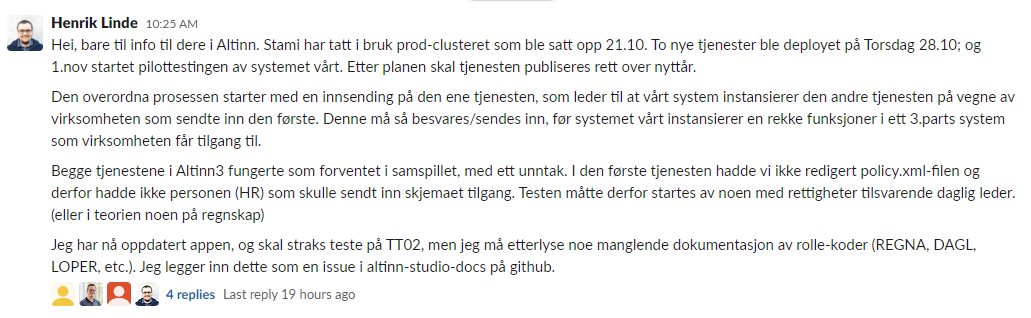 Henrik Linde 10:25 AM
Hei, bare til info til dere i Altinn. Stami har tatt i bruk prod-clusteret som ble satt opp 21.10. To nye tjenester ble deployet på Torsdag 28.10; og
1.nov startet pilottestingen av systemet vårt. Etter planen skal tjenesten publiseres rett over nyttår.
Den overordna prosessen starter med en innsending på den ene tjenesten, som leder til at vårt system instansierer den andre tjenesten på vegne av
virksomheten som sendte inn den første. Denne må så besvares/sendes inn, før systemet vårt instansierer en rekke funksjoner i ett 3.parts system
som virksomheten får tilgang til.
Begge tjenestene i Altinn3 fungerte som forventet i samspillet, med ett unntak. I den første tjenesten hadde vi ikke redigert policy.xml-filen og
derfor hadde ikke personen (HR) som skulle sendt inn skjemaet tilgang. Testen måtte derfor startes av noen med rettigheter tilsvarende daglig leder.
(eller i teorien noen på regnskap)
Jeg har nå oppdatert appen, og skal straks teste på TT02, men jeg må etterlyse noe manglende dokumentasjon av rolle-koder (REGNA, DAGL,
LOPER, etc.). Jeg legger inn dette som en issue i altinn-studio-docs på github.
4 replies Last reply 19 hours ago